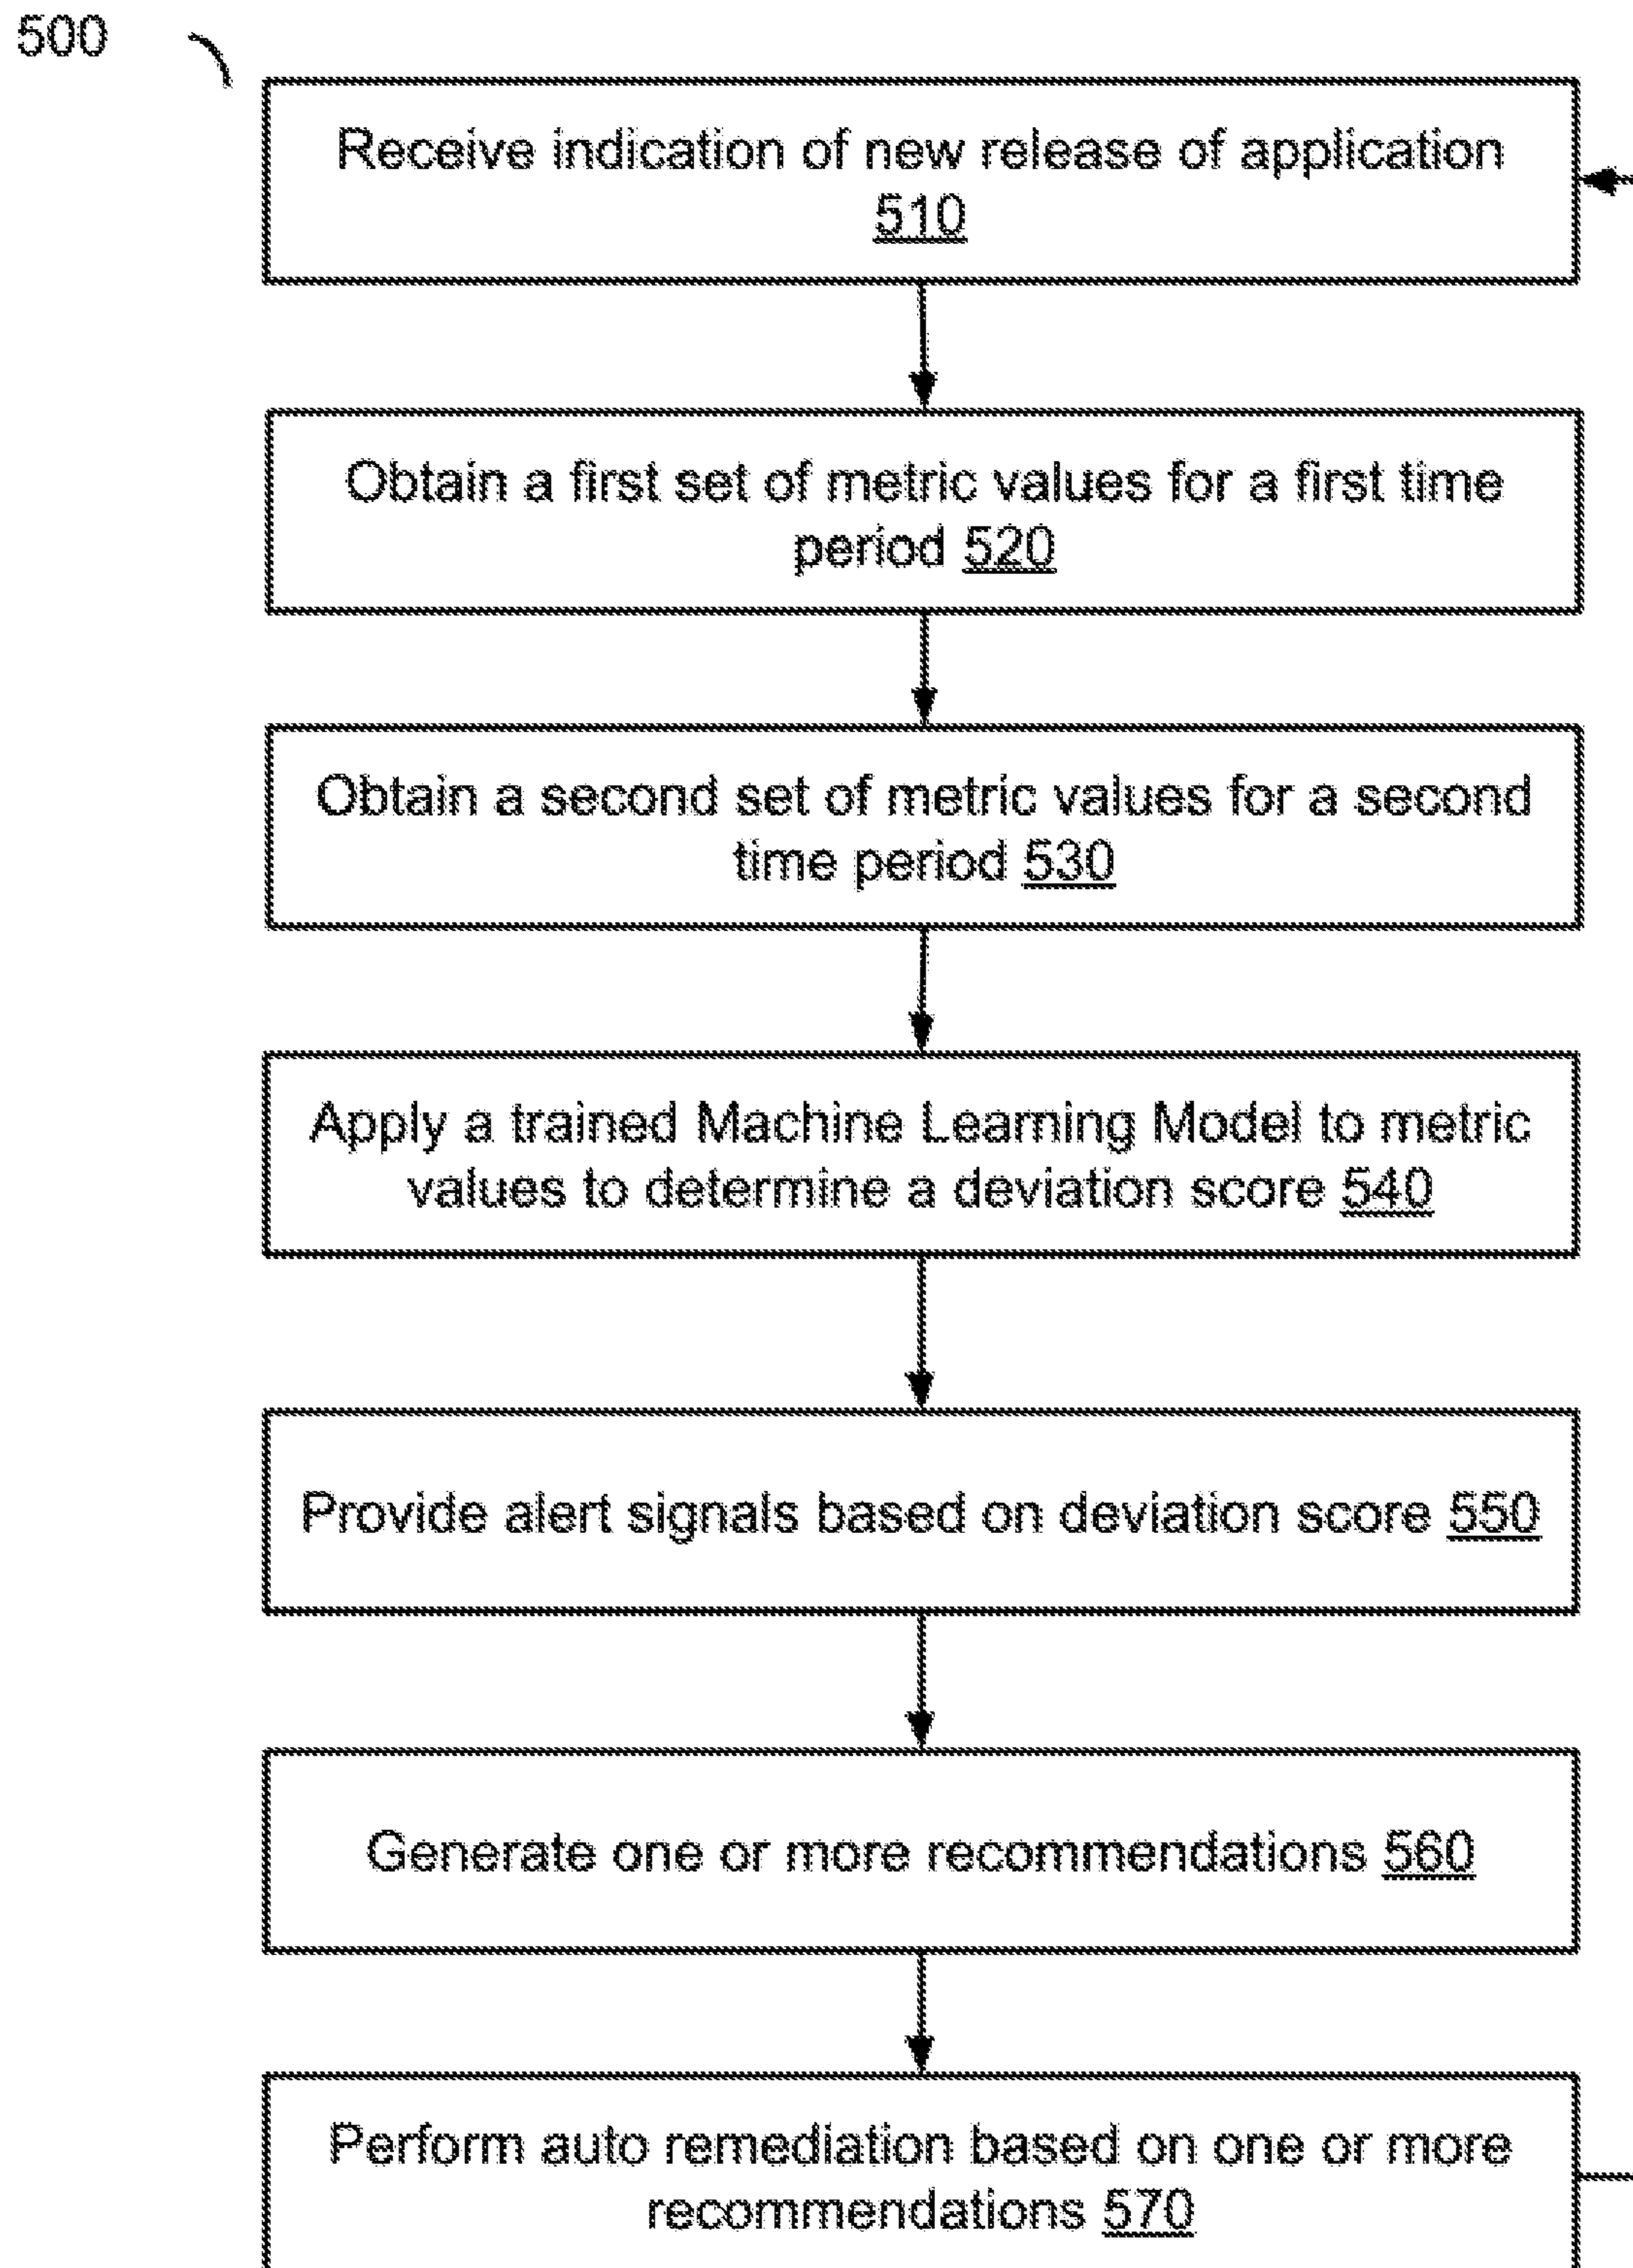 500
Receive indication of new release of application
510
Obtain a first set of metric values for a first time
period 520
Obtain a second set of metric values for a second
time period 530
Apply a trained Machine Learning Model to metric
values to determine a deviation score 540
Provide alert signals based on deviation score 550
Generate one or more recommendations 560
Perform auto remediation based on one or more
recommendations 570